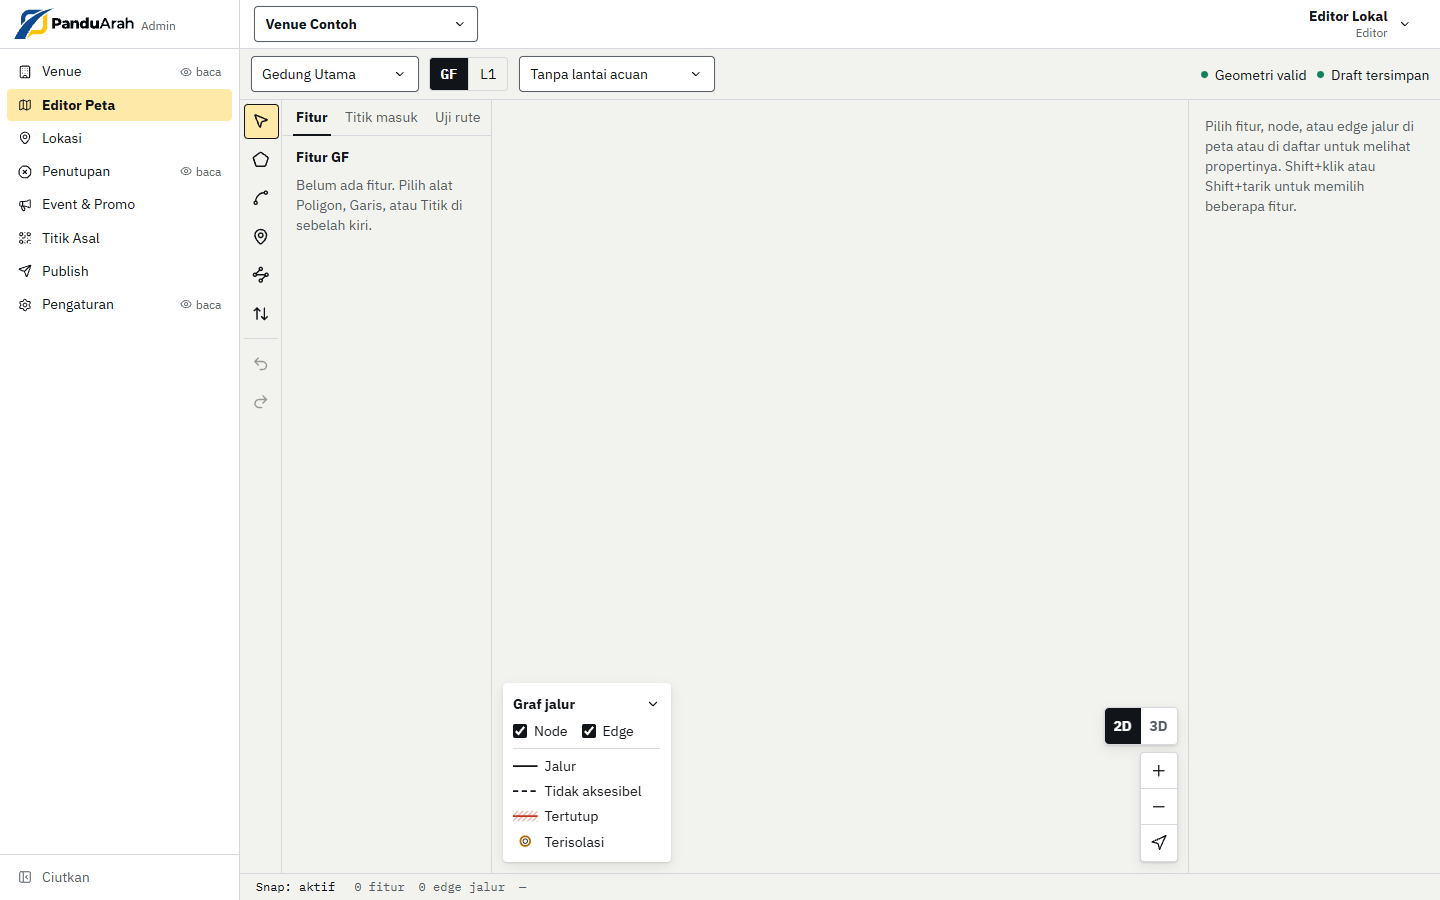 PanduArah Admin
Venue Contoh
Editor Lokal
Editor
Venue
baca
Editor Peta
Lokasi
Penutupan
baca
Event & Promo
Titik Asal
Publish
Pengaturan
baca
Ciutkan
Gedung Utama
GF
L1
Tanpa lantai acuan
Geometri valid
Draft tersimpan
Fitur
Titik masuk
Uji rute
Fitur GF
Belum ada fitur. Pilih alat
Poligon, Garis, atau Titik di
sebelah kiri.
Graf jalur
Node
Edge
Jalur
Tidak aksesibel
Tertutup
Terisolasi
2D
3D
Pilih fitur, node, atau edge jalur di
peta atau di daftar untuk melihat
propertinya. Shift+klik atau
Shift+tarik untuk memilih
beberapa fitur.
Snap: aktif
0 fitur
0 edge jalur
—